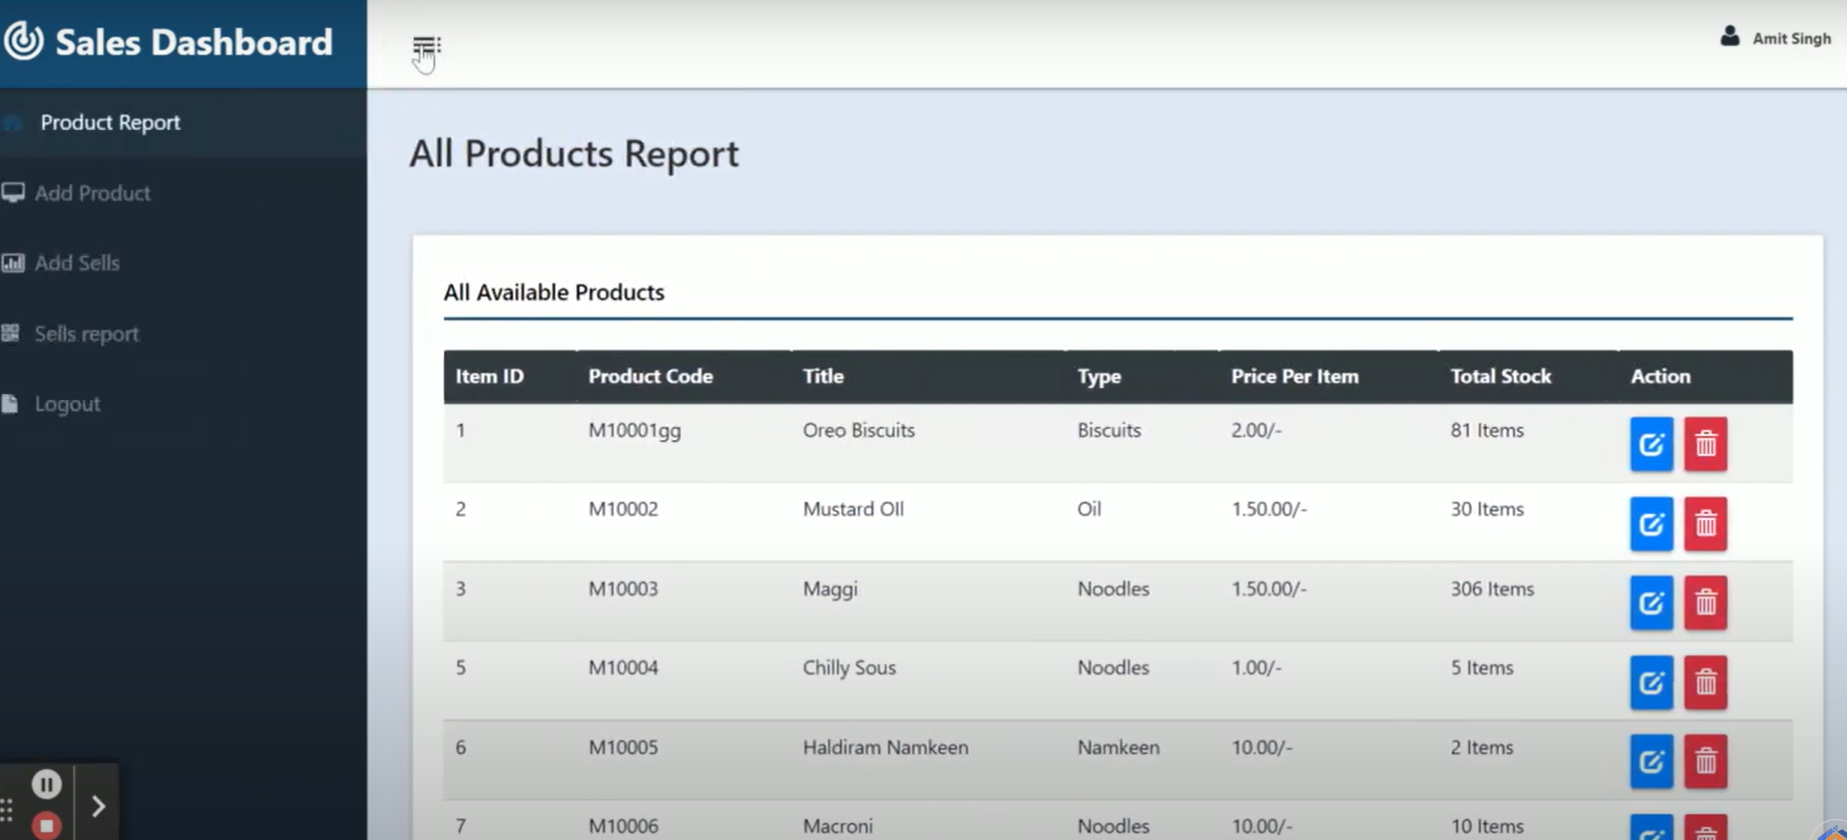 Sales Dashboard
Amit Singh
Product Report
Add Product
Add Sells
Sells report
Logout
All Products Report
All Available Products
Item ID Product Code Title Type Price Per Item Total Stock Action
1 M10001gg Oreo Biscuits Biscuits 2.00/- 81 Items
2 M10002 Mustard OIl Oil 1.50.00/- 30 Items
3 M10003 Maggi Noodles 1.50.00/- 306 Items
5 M10004 Chilly Sous Noodles 1.00/- 5 Items
6 M10005 Haldiram Namkeen Namkeen 10.00/- 2 Items
7 M10006 Macroni Noodles 10.00/- 10 Items